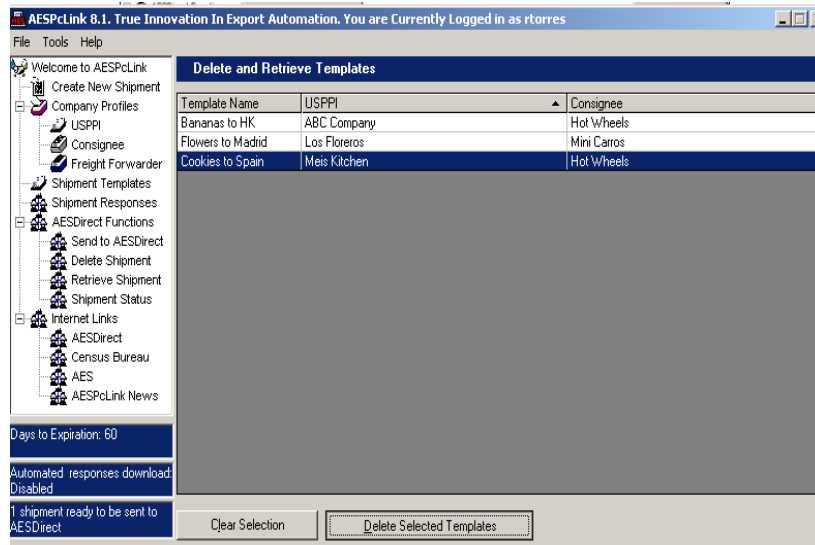 AESPcLink 8.1. True Innovation In Export Automation. You are Currently Logged in as rtorres
File Tools Help
Welcome to AESPcLink
Create New Shipment
Company Profiles
USPPI
Consignee
Freight Forwarder
Shipment Templates
Shipment Responses
AESDirect Functions
Send to AESDirect
Delete Shipment
Retrieve Shipment
Shipment Status
Internet Links
AESDirect
Census Bureau
AES
AESPcLink News
Days to Expiration: 60
Automated responses download:
Disabled
1 shipment ready to be sent to
AESDirect
Delete and Retrieve Templates
Template Name USPPI Consignee
Bananas to HK ABC Company Hot Wheels
Flowers to Madrid Los Floreros Mini Carros
Cookies to Spain Meis Kitchen Hot Wheels
Clear Selection Delete Selected Templates